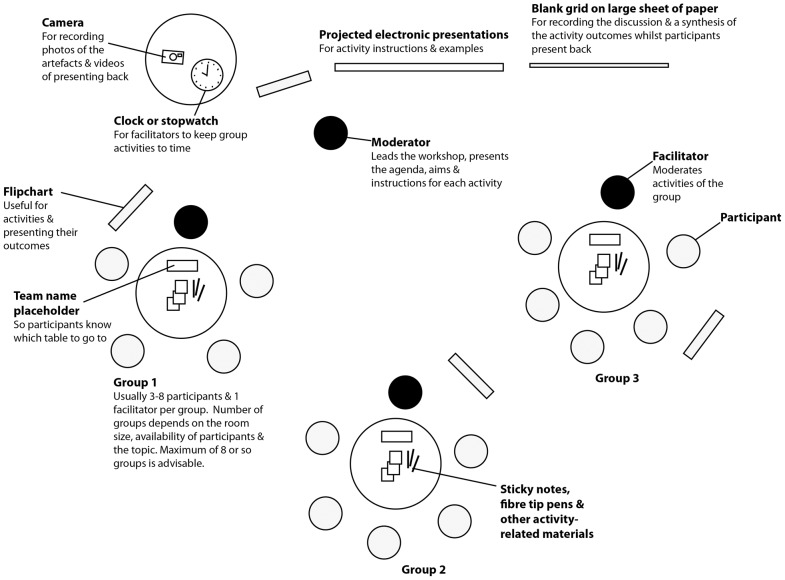 Camera
For recording
photos of the
artefacts & videos
of presenting back
Projected electronic presentations
For activity instructions & examples
Blank grid on large sheet of paper
For recording the discussion & a synthesis of
the activity outcomes whilst participants
present back
Clock or stopwatch
For facilitators to keep group
activities to time
Moderator
Leads the workshop, presents
the agenda, aims &
instructions for each activity
Facilitator
Moderates
activities of the
group
Participant
Flipchart
Useful for
activities &
presenting their
outcomes
Team name
placeholder
So participants know
which table to go to
Group 1
Usually 3-8 participants & 1
facilitator per group. Number of
groups depends on the room
size, availability of participants &
the topic. Maximum of 8 or so
groups is advisable.
Group 3
Sticky notes,
fibre tip pens &
other activity-
related materials
Group 2